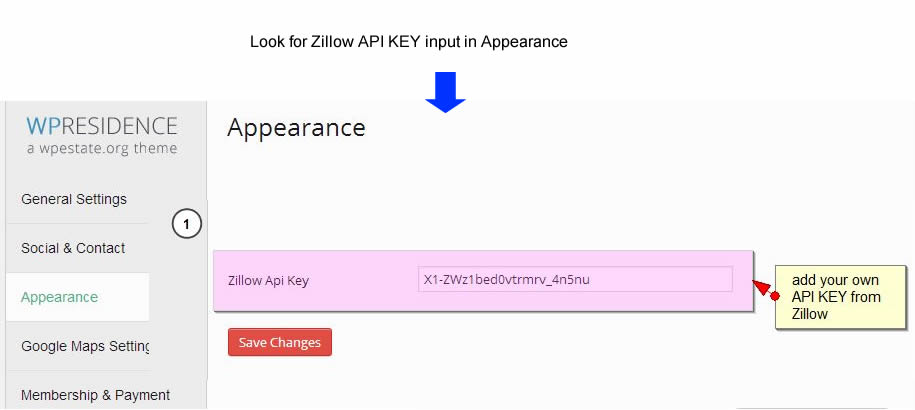 Look for Zillow API KEY input in Appearance
WPRESIDENCE
a wpestate.org theme
Appearance
General Settings
1
Social & Contact
Zillow Api Key
X1-ZWz1bed0vtrmrv_4n5nu
add your own
API KEY from
Zillow
Appearance
Save Changes
Google Maps Setting
Membership & Payment